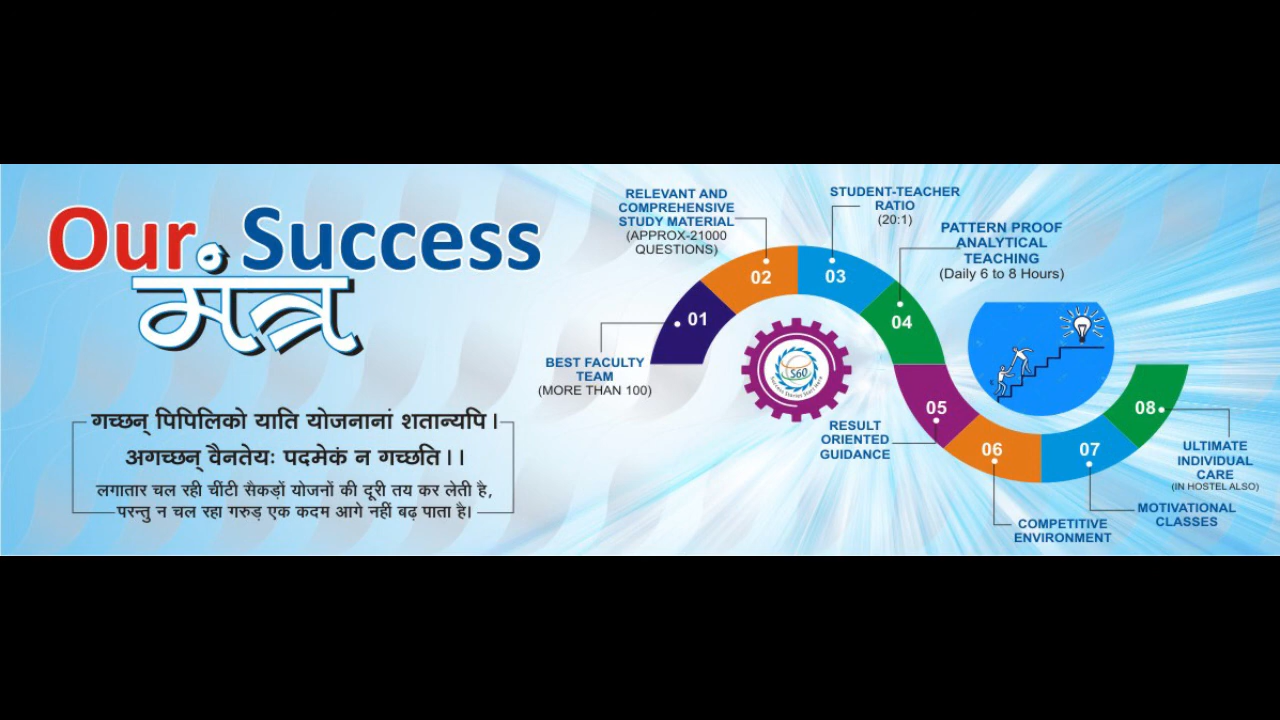 Our Success
मंत्र
गच्छन् पिपिलिको याति योजनानां शतान्यपि।
अगच्छन् वैनतेयः पदमेकं न गच्छति।।
लगातार चल रही चींटी सैकड़ों योजनों की दूरी तय कर लेती है,
परन्तु न चल रहा गरुड़ एक कदम आगे नहीं बढ़ पाता है।
01
BEST FACULTY
TEAM
(MORE THAN 100)
02
RELEVANT AND
COMPREHENSIVE
STUDY MATERIAL
(APPROX-21000
QUESTIONS)
03
STUDENT-TEACHER
RATIO
(20:1)
04
PATTERN PROOF
ANALYTICAL
TEACHING
(Daily 6 to 8 Hours)
S60
05
RESULT
ORIENTED
GUIDANCE
06
COMPETITIVE
ENVIRONMENT
07
MOTIVATIONAL
CLASSES
08
ULTIMATE
INDIVIDUAL
CARE
(IN HOSTEL ALSO)